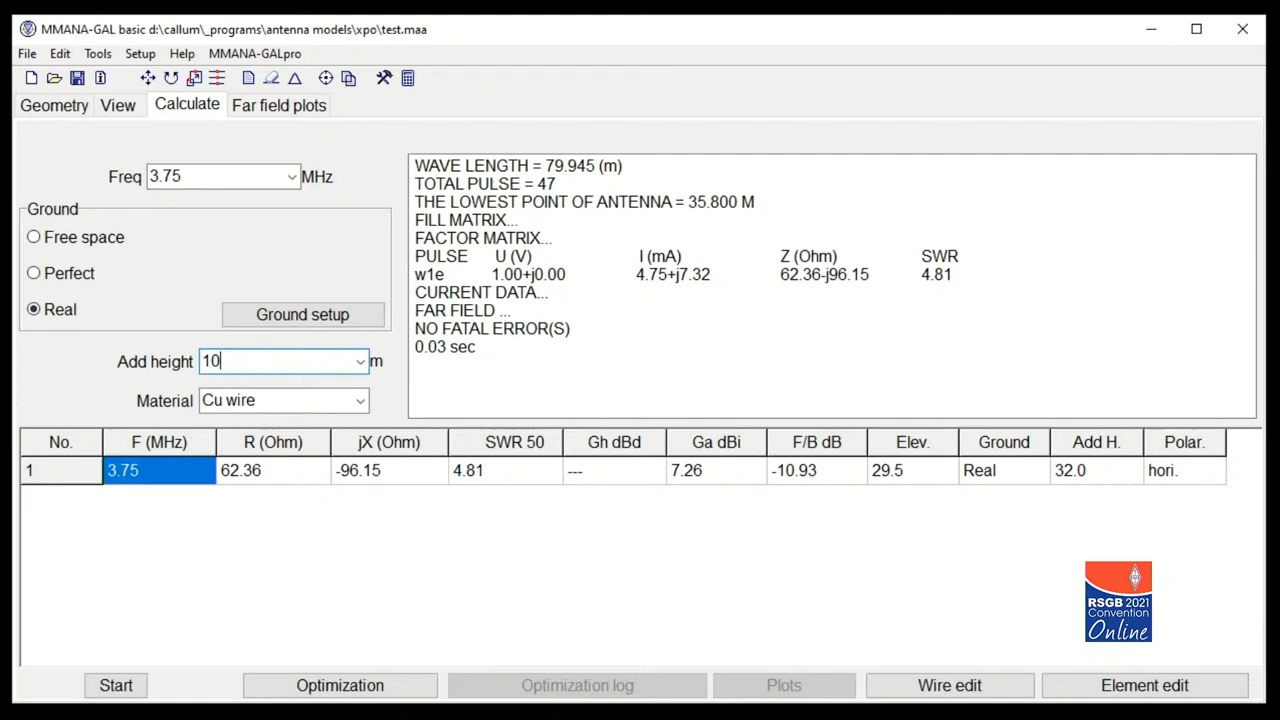 MMANA-GAL basic d:\callum\_programs\antenna models\xpo\test.maa
File Edit Tools Setup Help MMANA-GALpro
Geometry View Calculate Far field plots
Freq 3.75 MHz
Ground
Free space
Perfect
Real
Ground setup
Add height 10 m
Material Cu wire
WAVE LENGTH = 79.945 (m)
TOTAL PULSE = 47
THE LOWEST POINT OF ANTENNA = 35.800 M
FILL MATRIX...
FACTOR MATRIX...
PULSE U (V) I (mA) Z (Ohm) SWR
w1e 1.00+j0.00 4.75+j7.32 62.36-j96.15 4.81
CURRENT DATA...
FAR FIELD ...
NO FATAL ERROR(S)
0.03 sec
No. F (MHz) R (Ohm) jX (Ohm) SWR 50 Gh dBd Ga dBi F/B dB Elev. Ground Add H. Polar.
1 3.75 62.36 -96.15 4.81 --- 7.26 -10.93 29.5 Real 32.0 hori.
RSGB 2021
Convention
Online
Start Optimization Optimization log Plots Wire edit Element edit